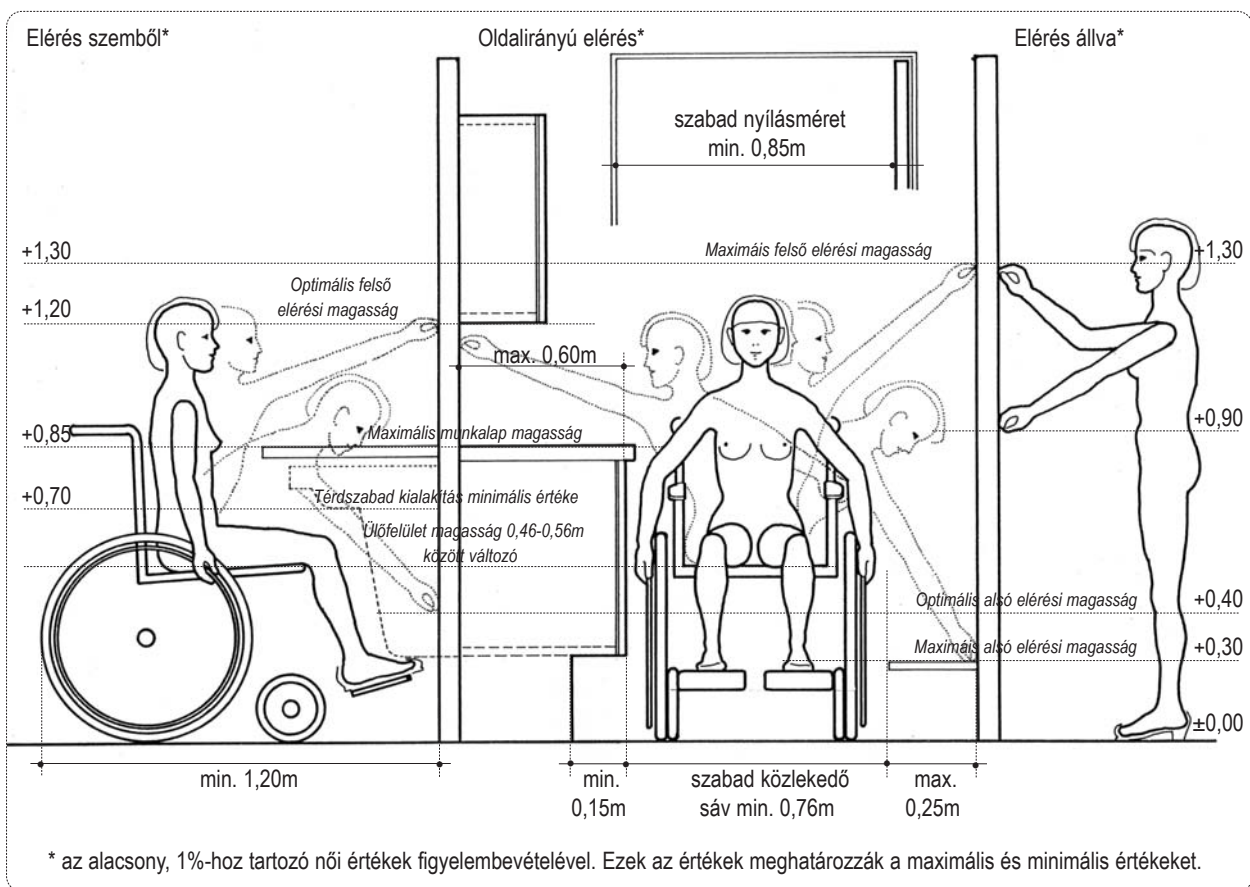 Elérés szemből*
Oldalirányú elérés*
Elérés állva*
szabad nyílásméret
min. 0,85m
+1,30
Maximáis felső elérési magasság
+1,30
Optimális felső
elérési magasság
+1,20
max. 0,60m
+0,85
Maximális munkalap magasság
+0,90
+0,70
Térdszabad kialakítás minimális értéke
Ülőfelület magasság 0,46-0,56m
között változó
Optimális alsó elérési magasság
+0,40
Maximáis alsó elérési magasság
+0,30
±0,00
min. 1,20m
min.
0,15m
szabad közlekedő
sáv min. 0,76m
max.
0,25m
* az alacsony, 1%-hoz tartozó női értékek figyelembevételével. Ezek az értékek meghatározzák a maximális és minimális értékeket.